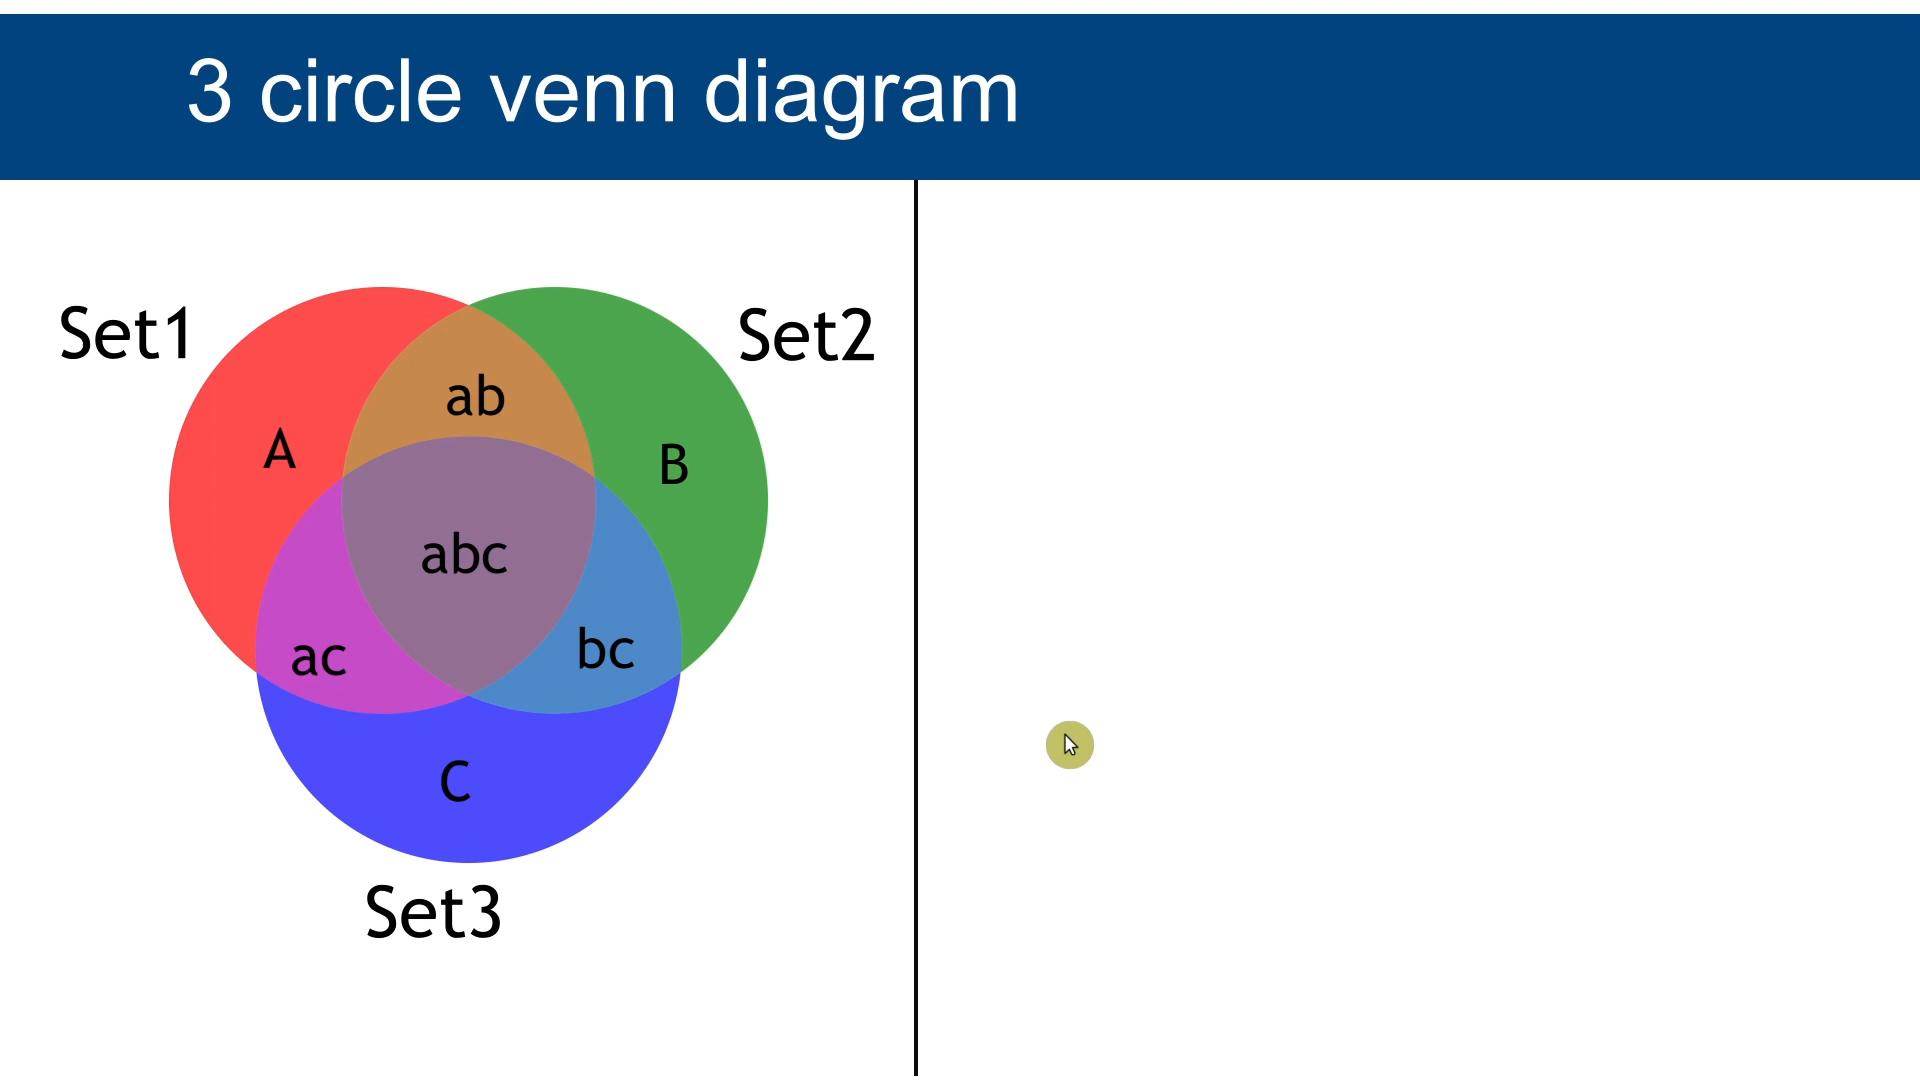 3 circle venn diagram
Set1
Set2
ab
A
B
abc
ac
bc
C
Set3